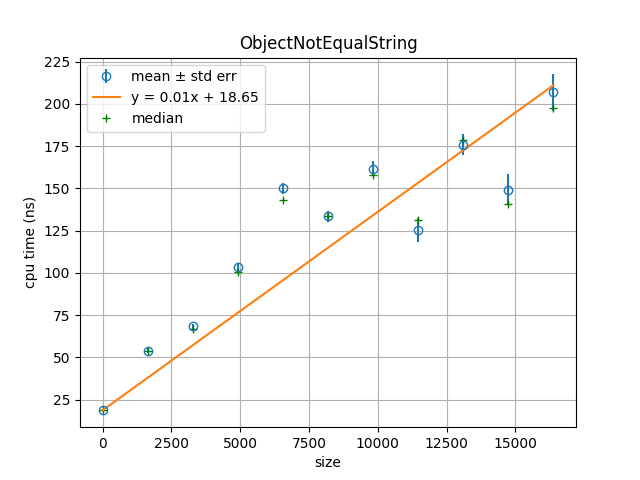 ObjectNotEqualString
mean ± std err
y = 0.01x + 18.65
median
225
200
175
150
125
100
75
50
25
cpu time (ns)
0 2500 5000 7500 10000 12500 15000
size